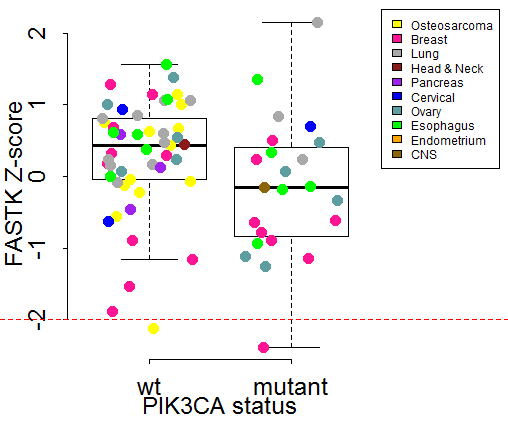 Osteosarcoma
Breast
Lung
Head & Neck
Pancreas
Cervical
Ovary
Esophagus
Endometrium
CNS
FASTK Z-score
2
1
0
-1
-2
wt mutant
PIK3CA status